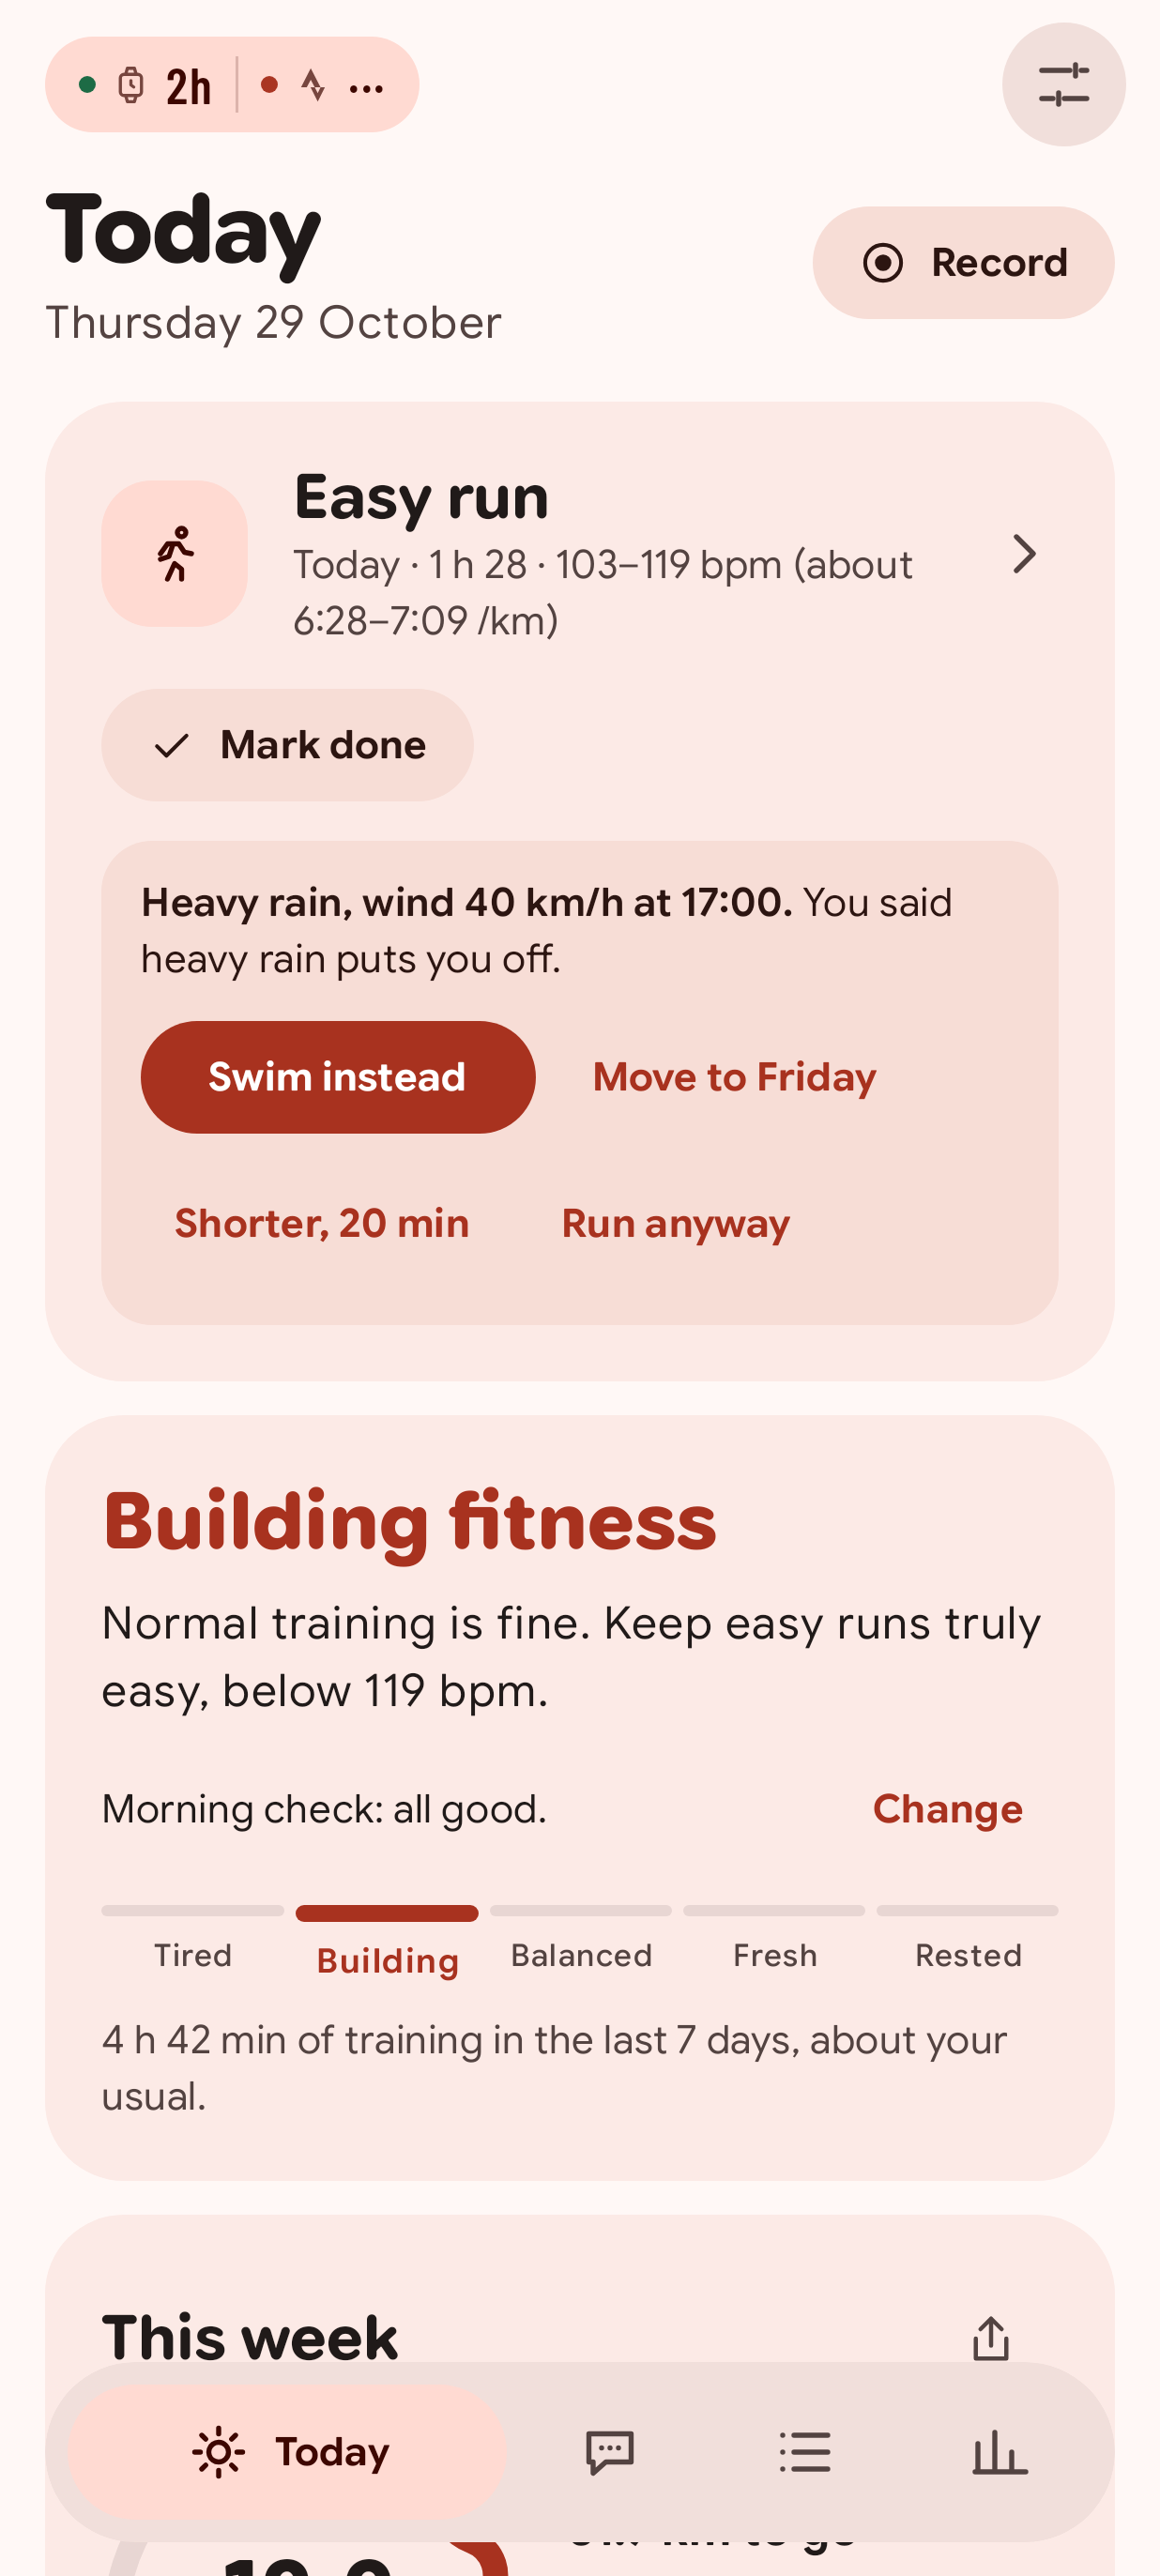 2h ...
Today
Record
Thursday 29 October
Easy run
Today · 1 h 28 · 103–119 bpm (about
6:28–7:09 /km)
Mark done
Heavy rain, wind 40 km/h at 17:00. You said
heavy rain puts you off.
Swim instead
Move to Friday
Shorter, 20 min
Run anyway
Building fitness
Normal training is fine. Keep easy runs truly
easy, below 119 bpm.
Morning check: all good.
Change
Tired
Building
Balanced
Fresh
Rested
4 h 42 min of training in the last 7 days, about your
usual.
This week
Today
km to go